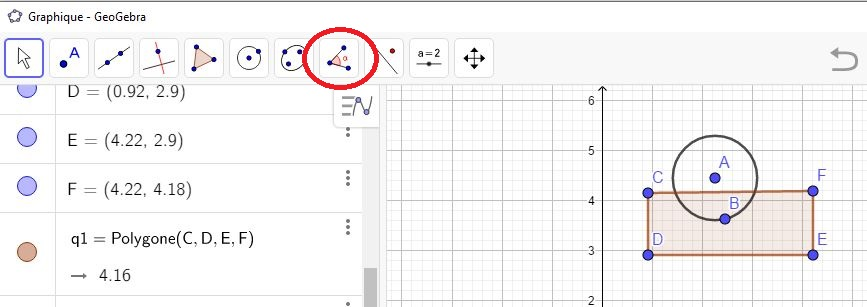 Graphique - GeoGebra
A
α
a=2
D = (0.92, 2.9)
E = (4.22, 2.9)
F = (4.22, 4.18)
q1 = Polygone(C, D, E, F)
→ 4.16
6
5
4
3
2
A
B
C
F
D
E